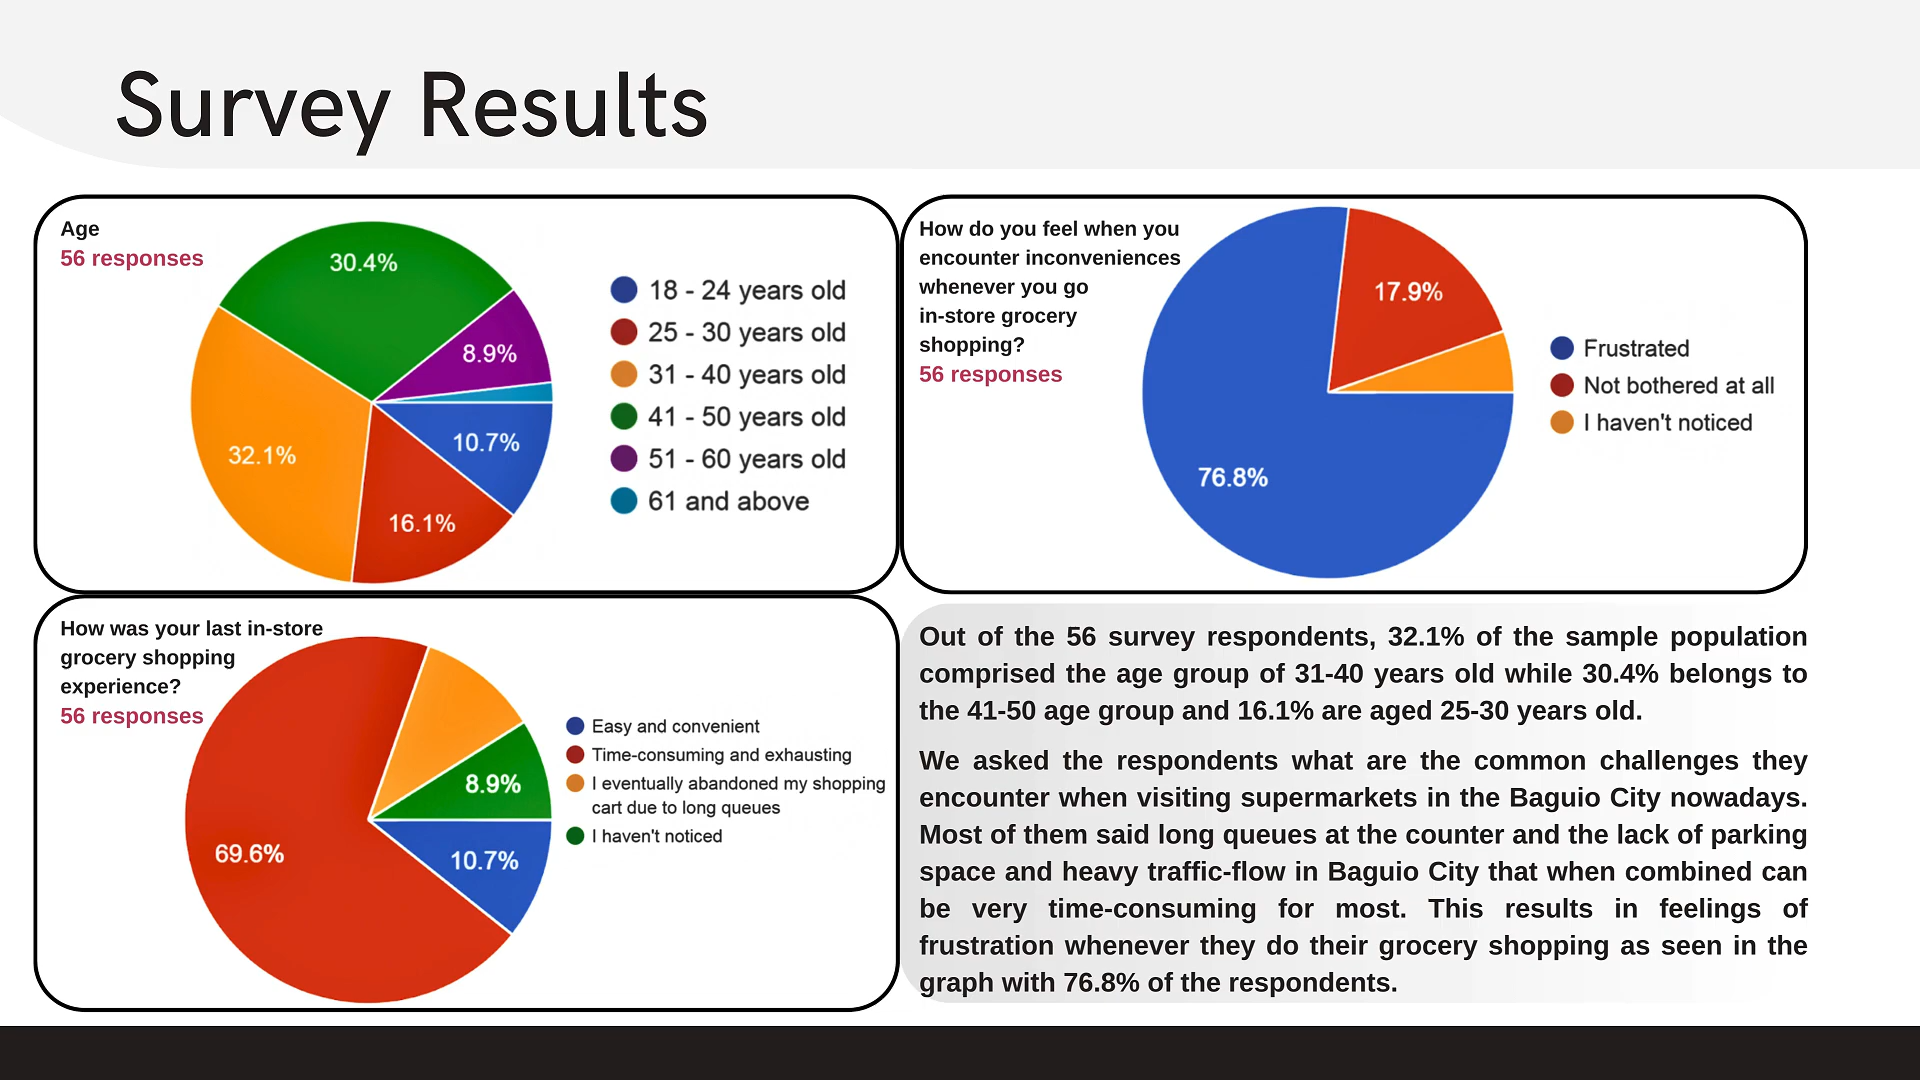 Survey Results
Age
56 responses
30.4%
8.9%
10.7%
16.1%
32.1%
18 - 24 years old
25 - 30 years old
31 - 40 years old
41 - 50 years old
51 - 60 years old
61 and above
How do you feel when you
encounter inconveniences
whenever you go
in-store grocery
shopping?
56 responses
17.9%
76.8%
Frustrated
Not bothered at all
I haven't noticed
How was your last in-store
grocery shopping
experience?
56 responses
8.9%
10.7%
69.6%
Easy and convenient
Time-consuming and exhausting
I eventually abandoned my shopping
cart due to long queues
I haven't noticed
Out of the 56 survey respondents, 32.1% of the sample population
comprised the age group of 31-40 years old while 30.4% belongs to
the 41-50 age group and 16.1% are aged 25-30 years old.
We asked the respondents what are the common challenges they
encounter when visiting supermarkets in the Baguio City nowadays.
Most of them said long queues at the counter and the lack of parking
space and heavy traffic-flow in Baguio City that when combined can
be very time-consuming for most. This results in feelings of
frustration whenever they do their grocery shopping as seen in the
graph with 76.8% of the respondents.